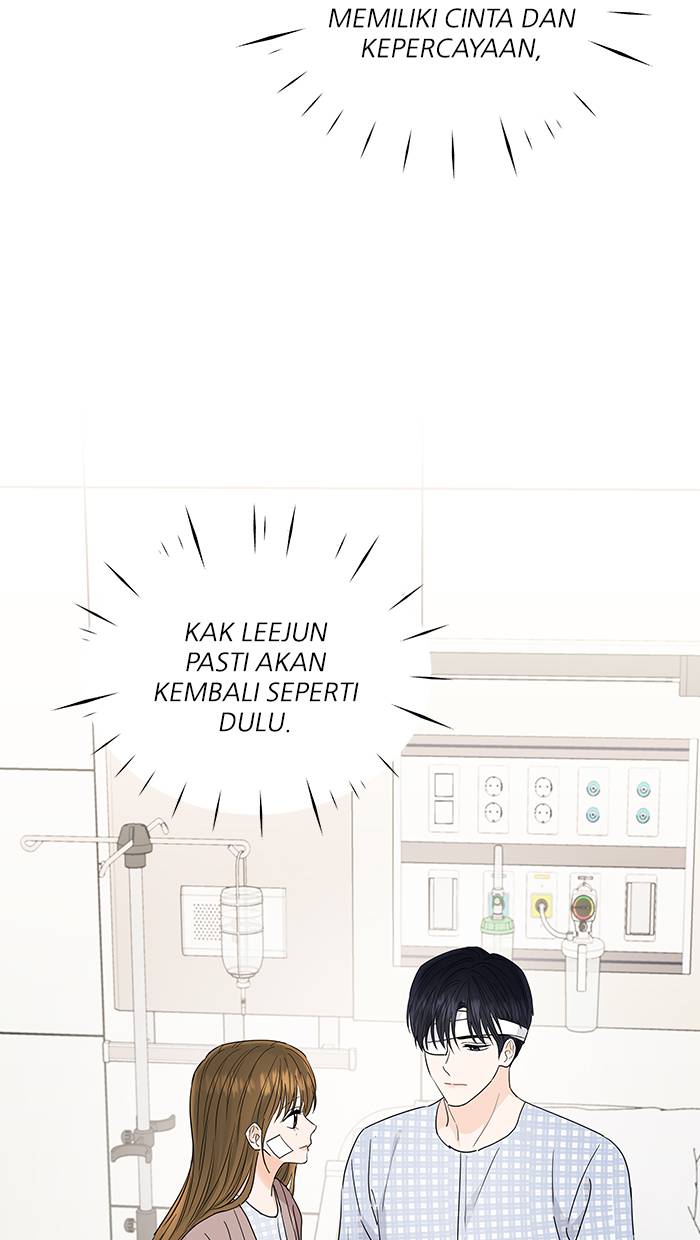 MEMILIKI CINTA DAN
KEPERCAYAAN,
KAK LEEJUN
PASTI AKAN
KEMBALI SEPERTI
DULU.